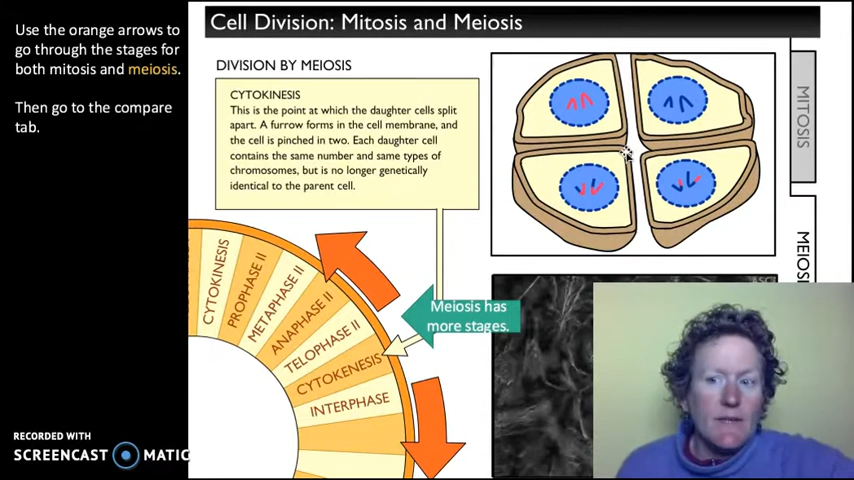 Use the orange arrows to
go through the stages for
both mitosis and meiosis.
Then go to the compare
tab.
Cell Division: Mitosis and Meiosis
DIVISION BY MEIOSIS
CYTOKINESIS
This is the point at which the daughter cells split
apart. A furrow forms in the cell membrane, and
the cell is pinched in two. Each daughter cell
contains the same number and same types of
chromosomes, but is no longer genetically
identical to the parent cell.
MITOSIS
MEIOS
CYTOKINESIS
PROPHASE II
METAPHASE II
ANAPHASE II
TELOPHASE II
CYTOKENESIS
INTERPHASE
Meiosis has
more stages.
RECORDED WITH
SCREENCAST MATIC